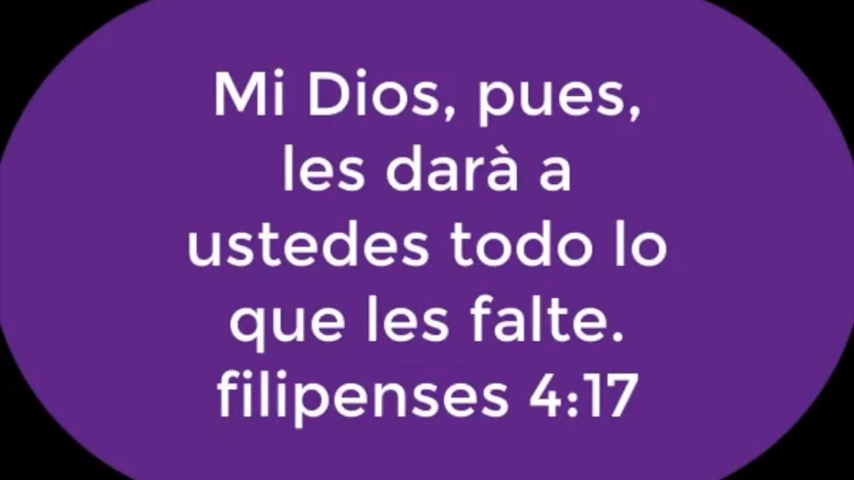 Mi Dios, pues,
les darà a
ustedes todo lo
que les falte.
filipenses 4:17